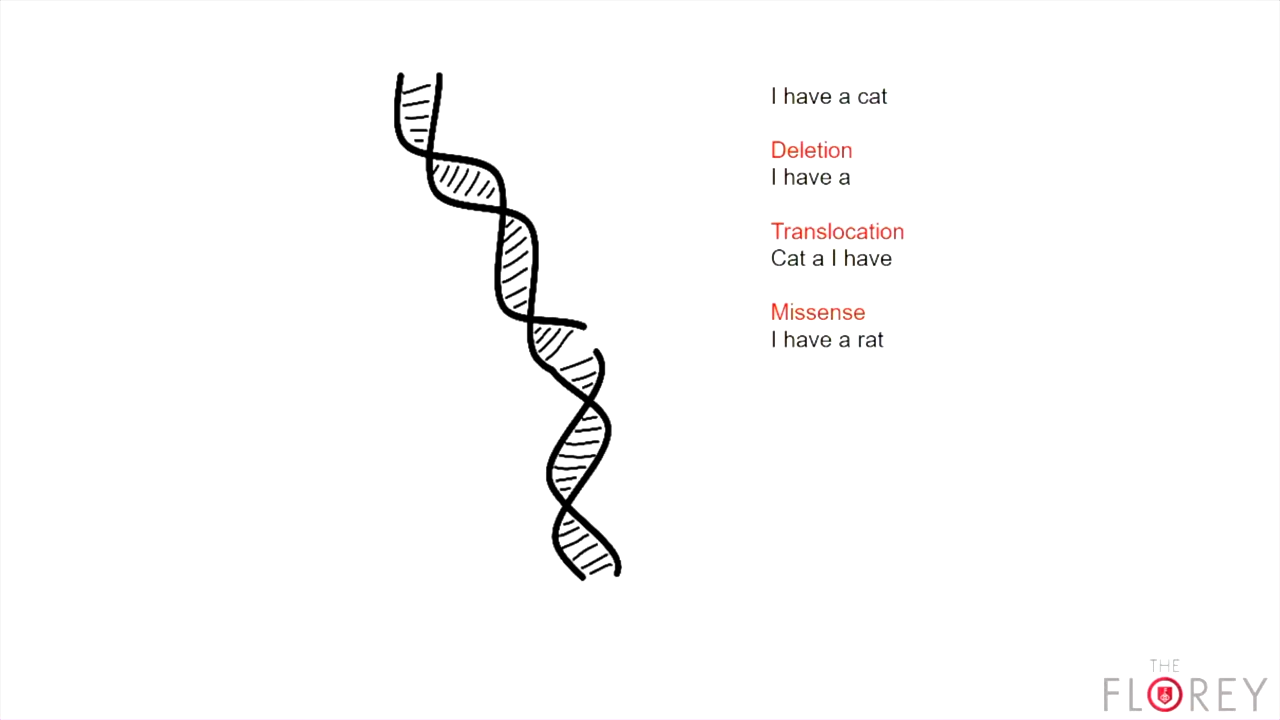 I have a cat
Deletion
I have a
Translocation
Cat a I have
Missense
I have a rat
THE
FLOREY